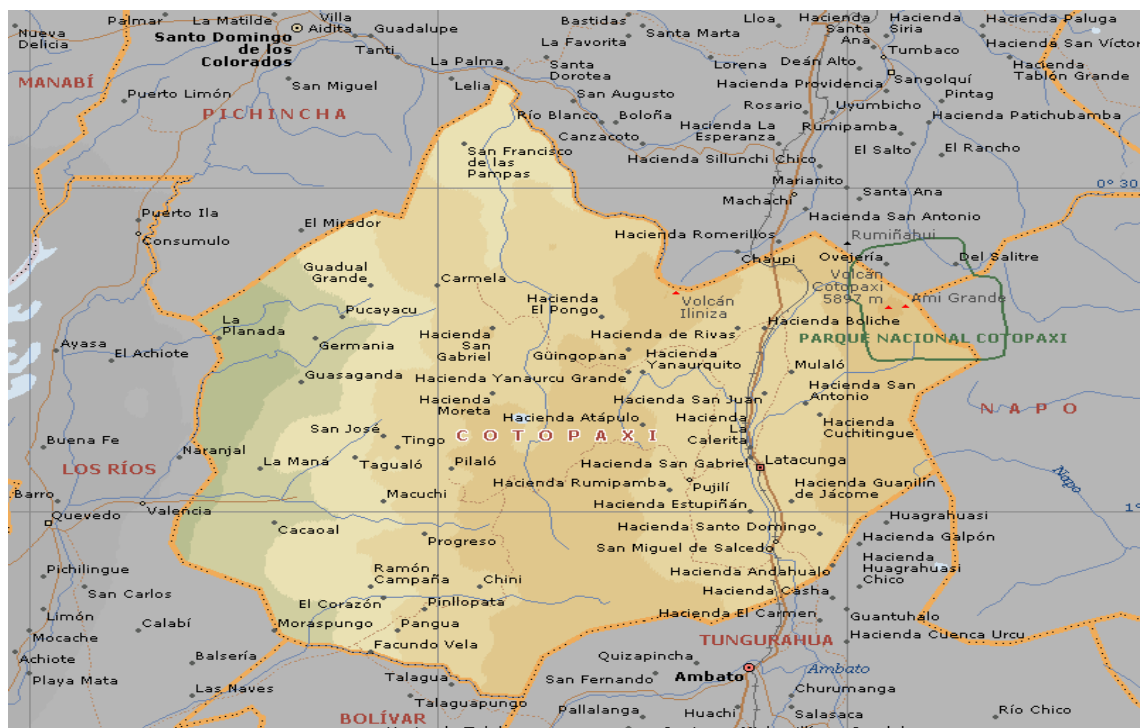 Palmar
La Matilde
Villa
Aidita
Guadalupe
Bastidas
Santa Marta
Lloa
Hacienda
Santa
Ana
Hacienda
Siria
Hacienda Paluga
Nueva
Delicia
Santo Domingo
de los
Colorados
Tanti
La Favorita
Tumbaco
Hacienda San Víctor
La Palma
Santa
Dorotea
Lorena
Deán Alto
Sangolquí
Hacienda
Tablón Grande
MANABÍ
San Miguel
Lelia
Hacienda Providencia
Puerto Limón
San Augusto
Rosario
Uyumbicho
Pintag
PICHINCHA
Río Blanco
Boloña
Hacienda La
Esperanza
Rumipamba
Hacienda Patichubamba
Canzacoto
San Francisco
de las
Pampas
Hacienda Sillunchi Chico
El Salto
El Rancho
Marianito
0° 30
Machachi
Santa Ana
Puerto Ila
El Mirador
Hacienda San Antonio
Consumulo
Hacienda Romerillos
Rumiñahui
Chaupi
Ovejería
Del Salitre
Guadual
Grande
Carmela
Volcán
Cotopaxi
5897 m
Hacienda
El Pongo
Volcán
Iliniza
Ami Grande
La
Planada
Pucayacu
Hacienda Boliche
Hacienda
San
Gabriel
Hacienda de Rivas
PARQUE NACIONAL COTOPAXI
Ayasa
El Achiote
Germania
Güingopana
Hacienda
Yanaurquito
Mulaló
Guasaganda
Hacienda Yanaurcu Grande
Hacienda San
Antonio
Hacienda
Moreta
Hacienda San Juan
NAPO
Hacienda Atápulo
Hacienda
La
Calerita
Hacienda
Cuchitingue
San José
Tingo
COTOPAXI
Buena Fe
Naranjal
LOS RÍOS
La Maná
Tagualó
Pilaló
Hacienda San Gabriel
Latacunga
Napo
Hacienda Rumipamba
Pujilí
Hacienda Guanilín
de Jácome
Barro
Macuchi
Valencia
Hacienda Estupiñán
1°
Quevedo
Cacaoal
Hacienda Santo Domingo
Huagrahuasi
Progreso
San Miguel de Salcedo
Hacienda Galpón
Pichilingue
Ramón
Campaña
Chini
Hacienda Andahualo
Hacienda
Huagrahuasi
Chico
San Carlos
Hacienda Casha
El Corazón
Pinllopata
Limón
Calabí
Moraspungo
Pangua
Hacienda El Carmen
Guantuhalo
Mocache
TUNGURAHUA
Hacienda Cuenca Urcu
Achiote
Balsería
Facundo Vela
Quizapincha
Ambato
Ambato
Playa Mata
Las Naves
Talagua
San Fernando
Talaguapungo
Churumanga
BOLÍVAR
Pallalanga
Huachi
Salasaca
Río Chico